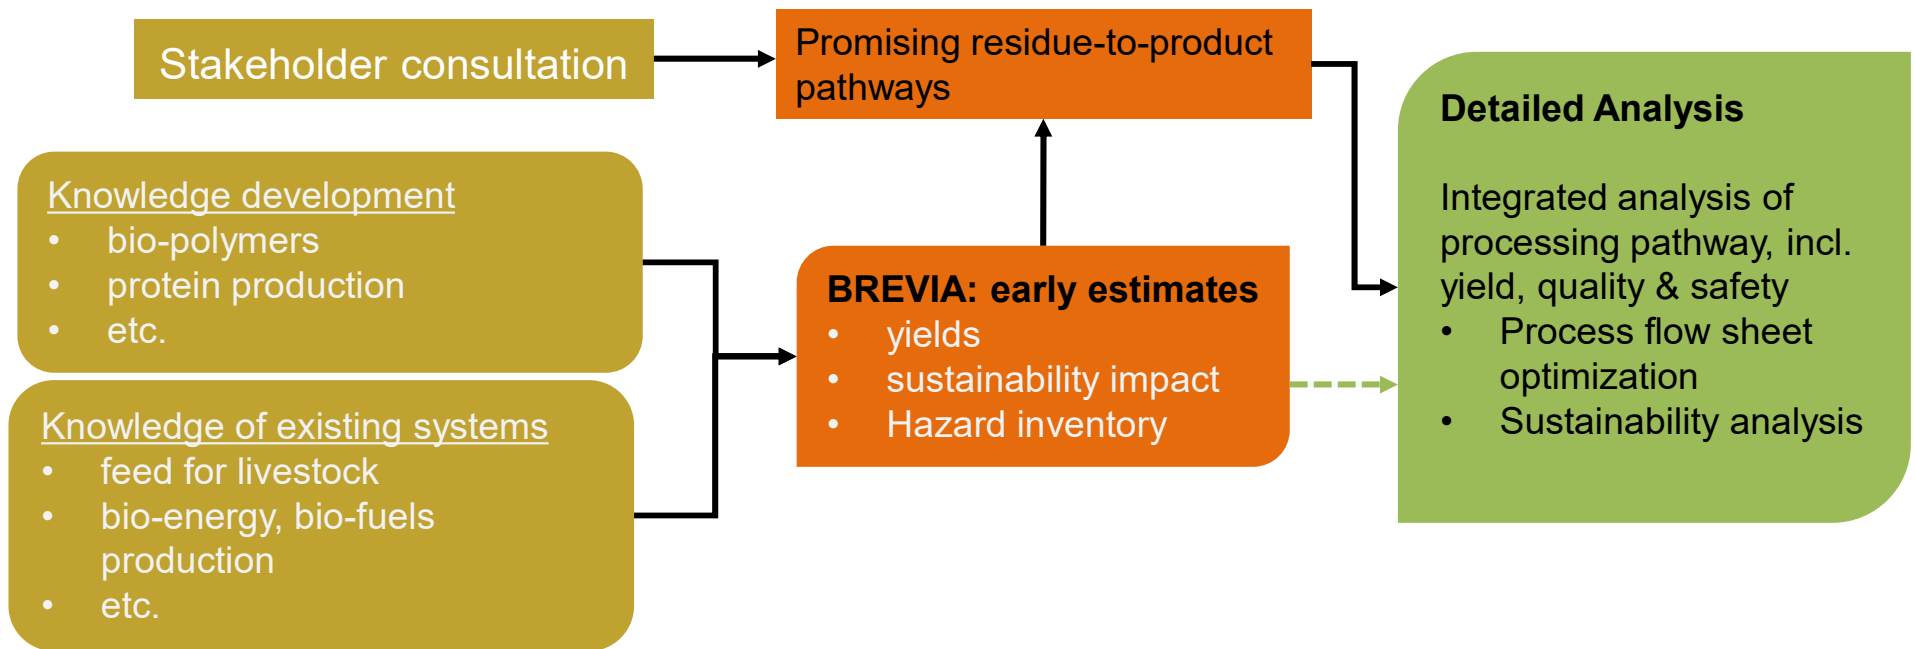 Stakeholder consultation
Promising residue-to-product
pathways
Knowledge development
• bio-polymers
• protein production
• etc.
Knowledge of existing systems
• feed for livestock
• bio-energy, bio-fuels
production
• etc.
BREVIA: early estimates
• yields
• sustainability impact
• Hazard inventory
Detailed Analysis
Integrated analysis of
processing pathway, incl.
yield, quality & safety
• Process flow sheet
optimization
• Sustainability analysis